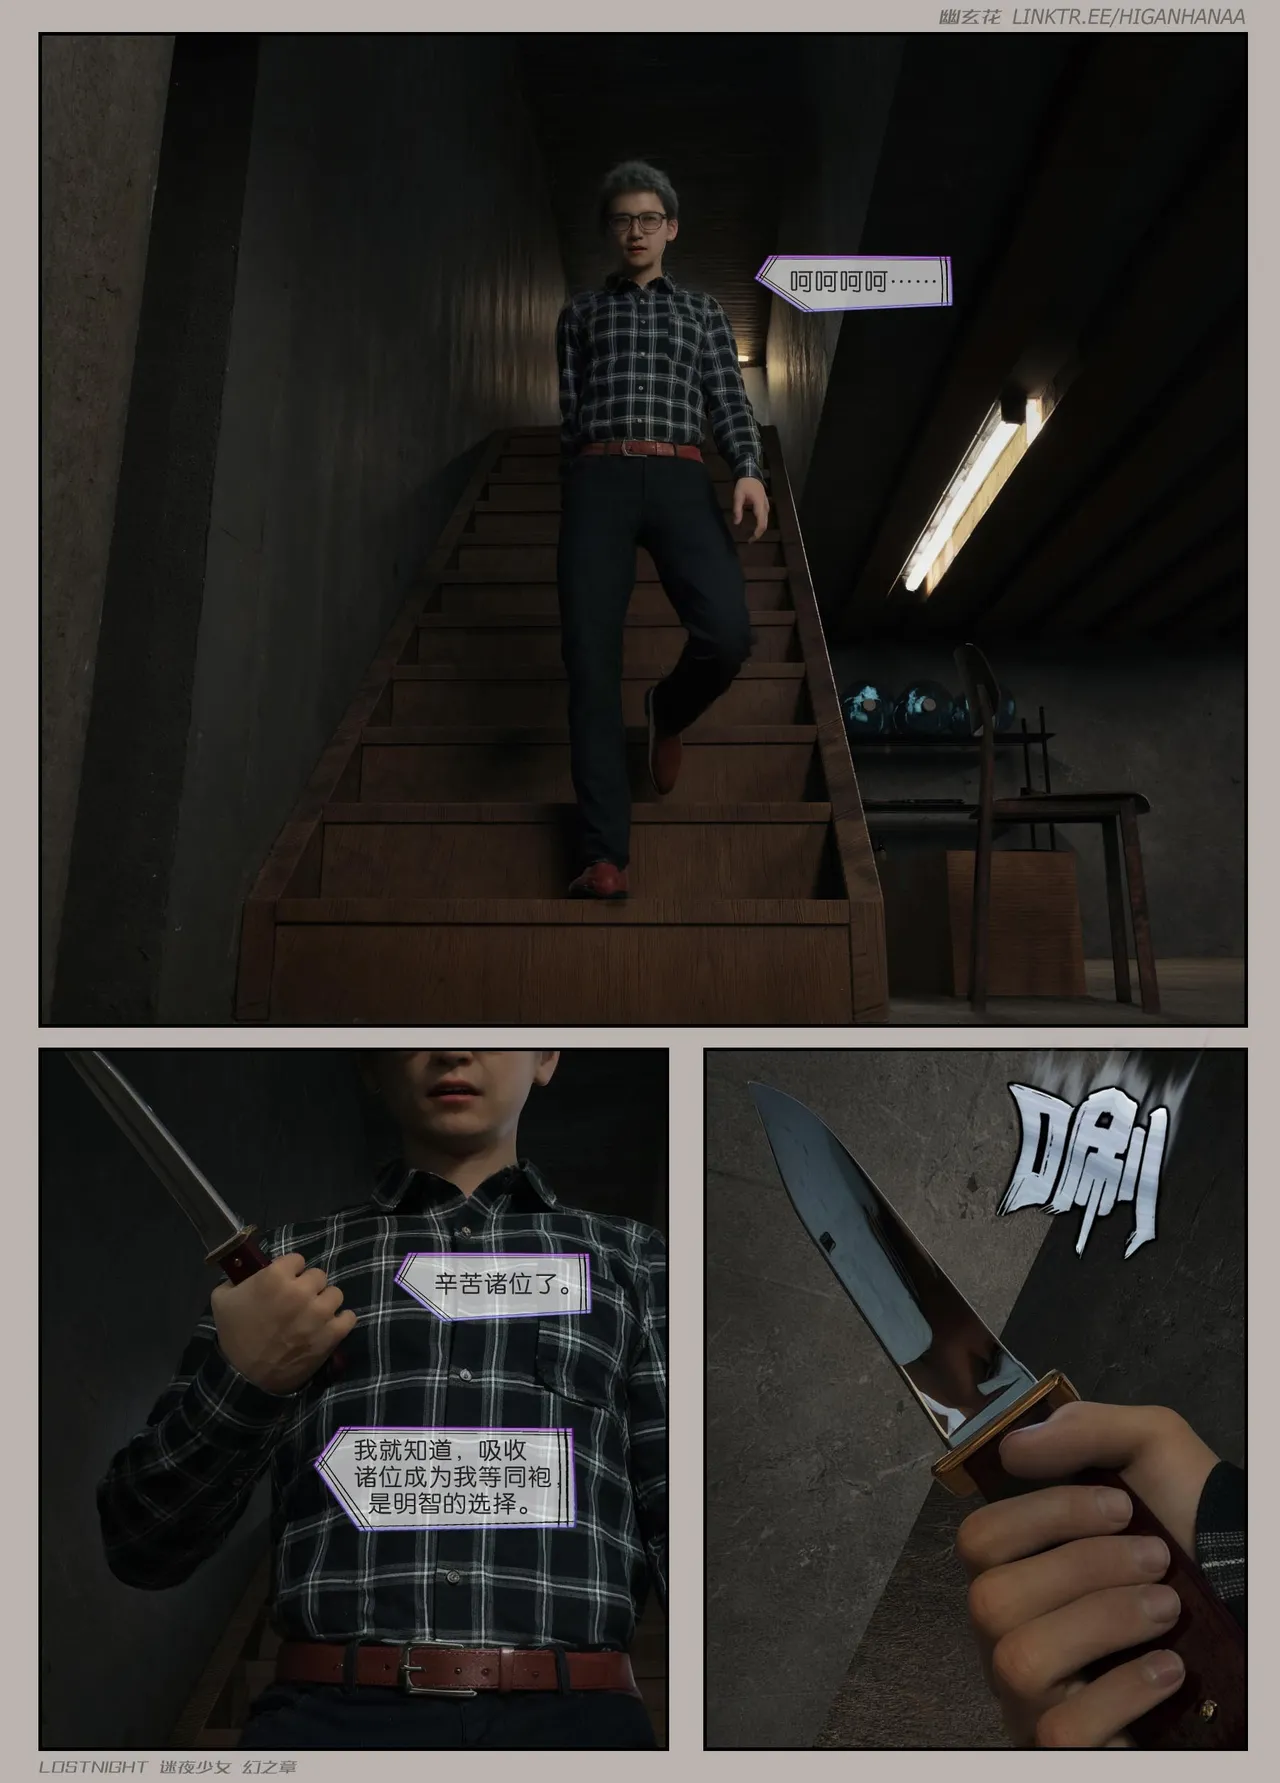 幽玄花 LINKTR.EE/HIGANHANAA
呵呵呵呵……
辛苦诸位了。
我就知道，吸收
诸位成为我等同袍，
是明智的选择。
唰
LOSTNIGHT 迷夜少女 幻之章